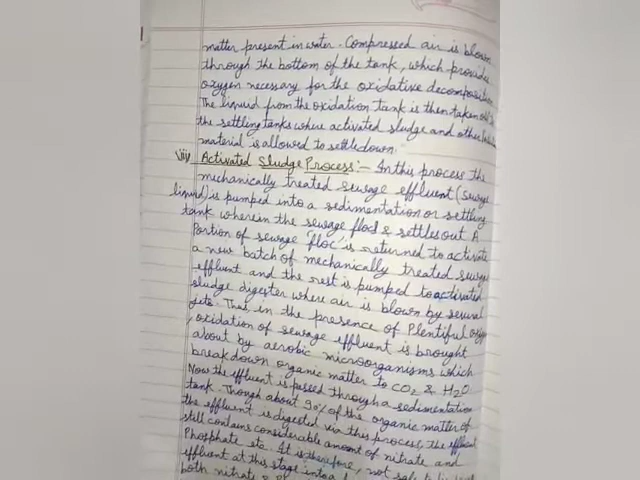 matter present in water. Compressed air is blown
through the bottom of the tank, which provides
oxygen necessary for the oxidative decomposition
The liquid from the oxidation tank is then taken
the settling tanks where activated sludge and other
material is allowed to settle down.
iii) Activated Sludge Process:- In this process the
mechanically treated sewage effluent (sewage
liquid) is pumped into a sedimentation or settling
tank wherein the sewage flocs & settles out A
Portion of sewage 'floc' is returned to activate
a new batch of mechanically treated sewage
effluent and the rest is pumped to activated
sludge digester where air is blown by several
jets. Thus in the presence of Plentiful oxygen
, oxidation of sewage effluent is brought
about by aerobic microorganisms which
breakdown organic matter to CO2 & H2O
Now the effluent is passed through a sedimentation
tank. Though about 90% of the organic matter of
the effluent is digested via this process, the effluent
still contains considerable amount of nitrate and
Phosphate etc. It is therefore, not safe to
effluent at this stage into a
both nitrate &